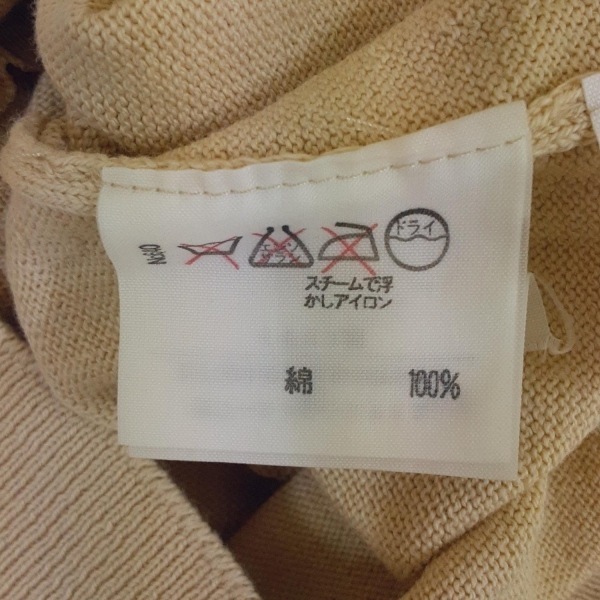 ドライ
スチームで浮
かしアイロン
綿 100%